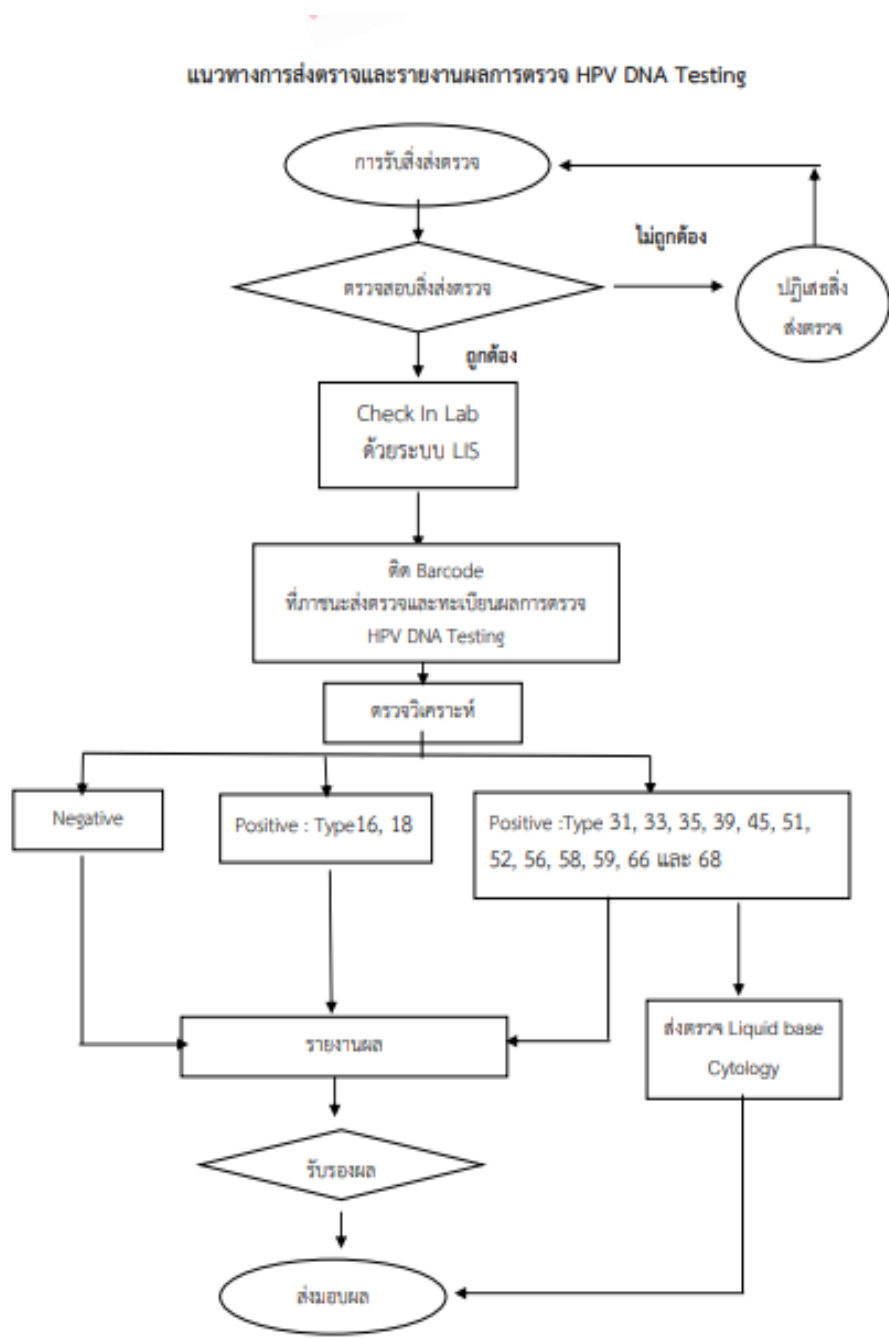 แนวทางการส่งตราจและรายงานผลการตรวจ HPV DNA Testing
การรับสิ่งส่งตรวจ
ไม่ถูกต้อง
ตรวจสอบสิ่งส่งตรวจ
ปฏิเสธสิ่ง
ส่งตรวจ
ถูกต้อง
Check In Lab
ด้วยระบบ LIS
ติด Barcode
ที่ภาชนะส่งตรวจและทะเบียนผลการตรวจ
HPV DNA Testing
ตรวจวิเคราะห์
Negative
Positive : Type16, 18
Positive :Type 31, 33, 35, 39, 45, 51,
52, 56, 58, 59, 66 และ 68
รายงานผล
ส่งตรวจ Liquid base
Cytology
รับรองผล
ส่งมอบผล